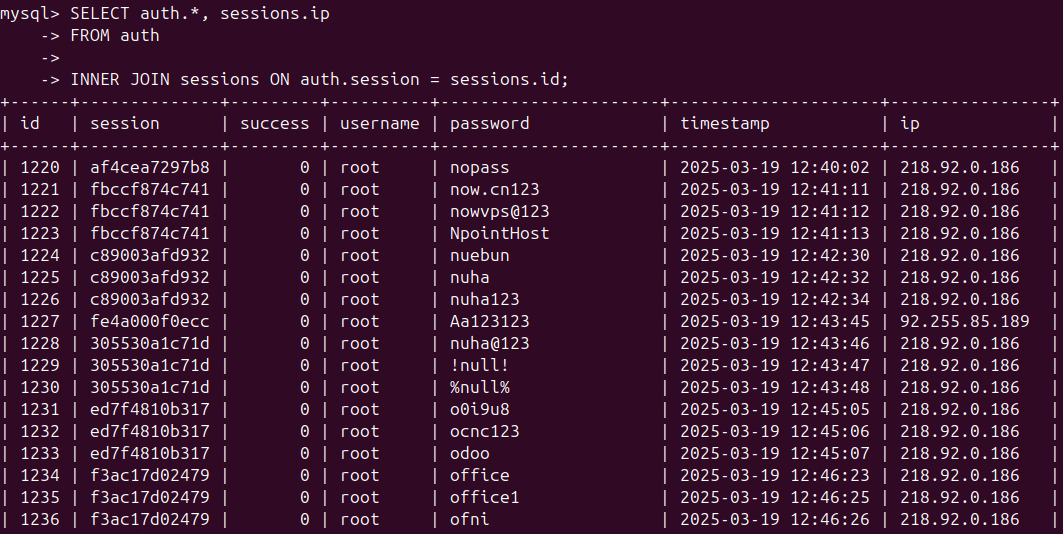 mysql> SELECT auth.*, sessions.ip
    -> FROM auth
    ->
    -> INNER JOIN sessions ON auth.session = sessions.id;
+------+--------------+---------+----------+----------------------+---------------------+----------------+
| id   | session      | success | username | password             | timestamp           | ip             |
+------+--------------+---------+----------+----------------------+---------------------+----------------+
| 1220 | af4cea7297b8 |       0 | root     | nopass               | 2025-03-19 12:40:02 | 218.92.0.186   |
| 1221 | fbccf874c741 |       0 | root     | now.cn123            | 2025-03-19 12:41:11 | 218.92.0.186   |
| 1222 | fbccf874c741 |       0 | root     | nowvps@123           | 2025-03-19 12:41:12 | 218.92.0.186   |
| 1223 | fbccf874c741 |       0 | root     | NpointHost           | 2025-03-19 12:41:13 | 218.92.0.186   |
| 1224 | c89003afd932 |       0 | root     | nuebun               | 2025-03-19 12:42:30 | 218.92.0.186   |
| 1225 | c89003afd932 |       0 | root     | nuha                 | 2025-03-19 12:42:32 | 218.92.0.186   |
| 1226 | c89003afd932 |       0 | root     | nuha123              | 2025-03-19 12:42:34 | 218.92.0.186   |
| 1227 | fe4a000f0ecc |       0 | root     | Aa123123             | 2025-03-19 12:43:45 | 92.255.85.189  |
| 1228 | 305530a1c71d |       0 | root     | nuha@123             | 2025-03-19 12:43:46 | 218.92.0.186   |
| 1229 | 305530a1c71d |       0 | root     | !null!               | 2025-03-19 12:43:47 | 218.92.0.186   |
| 1230 | 305530a1c71d |       0 | root     | %null%               | 2025-03-19 12:43:48 | 218.92.0.186   |
| 1231 | ed7f4810b317 |       0 | root     | o0i9u8               | 2025-03-19 12:45:05 | 218.92.0.186   |
| 1232 | ed7f4810b317 |       0 | root     | ocnc123              | 2025-03-19 12:45:06 | 218.92.0.186   |
| 1233 | ed7f4810b317 |       0 | root     | odoo                 | 2025-03-19 12:45:07 | 218.92.0.186   |
| 1234 | f3ac17d02479 |       0 | root     | office               | 2025-03-19 12:46:23 | 218.92.0.186   |
| 1235 | f3ac17d02479 |       0 | root     | office1              | 2025-03-19 12:46:25 | 218.92.0.186   |
| 1236 | f3ac17d02479 |       0 | root     | ofni                 | 2025-03-19 12:46:26 | 218.92.0.186   |